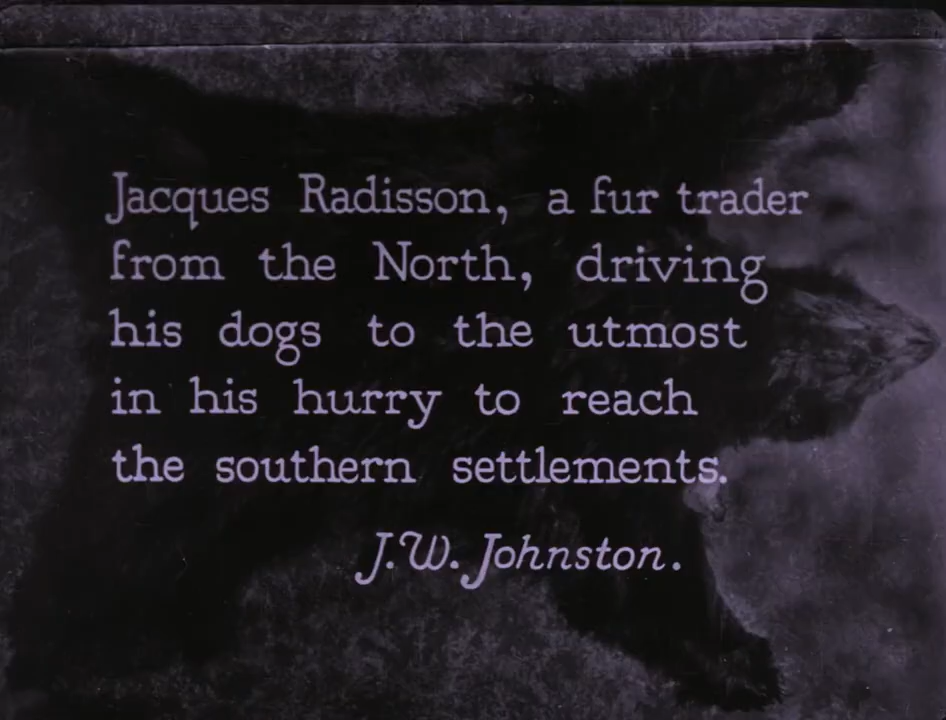 Jacques Radisson, a fur trader
from the North, driving
his dogs to the utmost
in his hurry to reach
the southern settlements.
J.W. Johnston.